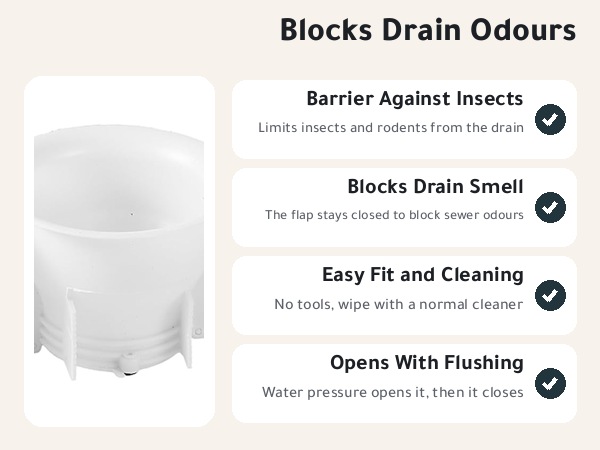 Blocks Drain Odours
Barrier Against Insects
Limits insects and rodents from the drain
Blocks Drain Smell
The flap stays closed to block sewer odours
Easy Fit and Cleaning
No tools, wipe with a normal cleaner
Opens With Flushing
Water pressure opens it, then it closes